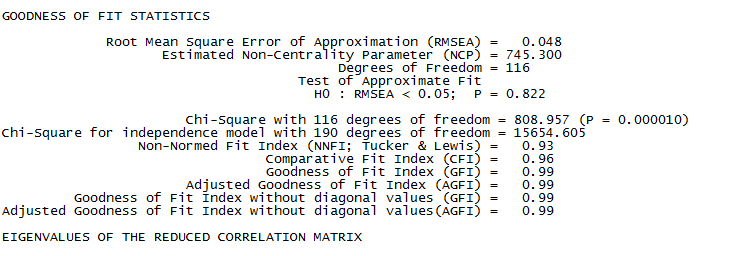 GOODNESS OF FIT STATISTICS
Root Mean Square Error of Approximation (RMSEA) = 0.048
Estimated Non-Centrality Parameter (NCP) = 745.300
Degrees of Freedom = 116
Test of Approximate Fit
H0 : RMSEA < 0.05; P = 0.822
Chi-Square with 116 degrees of freedom = 808.957 (P = 0.000010)
Chi-Square for independence model with 190 degrees of freedom = 15654.605
Non-Normed Fit Index (NNFI; Tucker & Lewis) = 0.93
Comparative Fit Index (CFI) = 0.96
Goodness of Fit Index (GFI) = 0.99
Adjusted Goodness of Fit Index (AGFI) = 0.99
Goodness of Fit Index without diagonal values (GFI) = 0.99
Adjusted Goodness of Fit Index without diagonal values(AGFI) = 0.99
EIGENVALUES OF THE REDUCED CORRELATION MATRIX